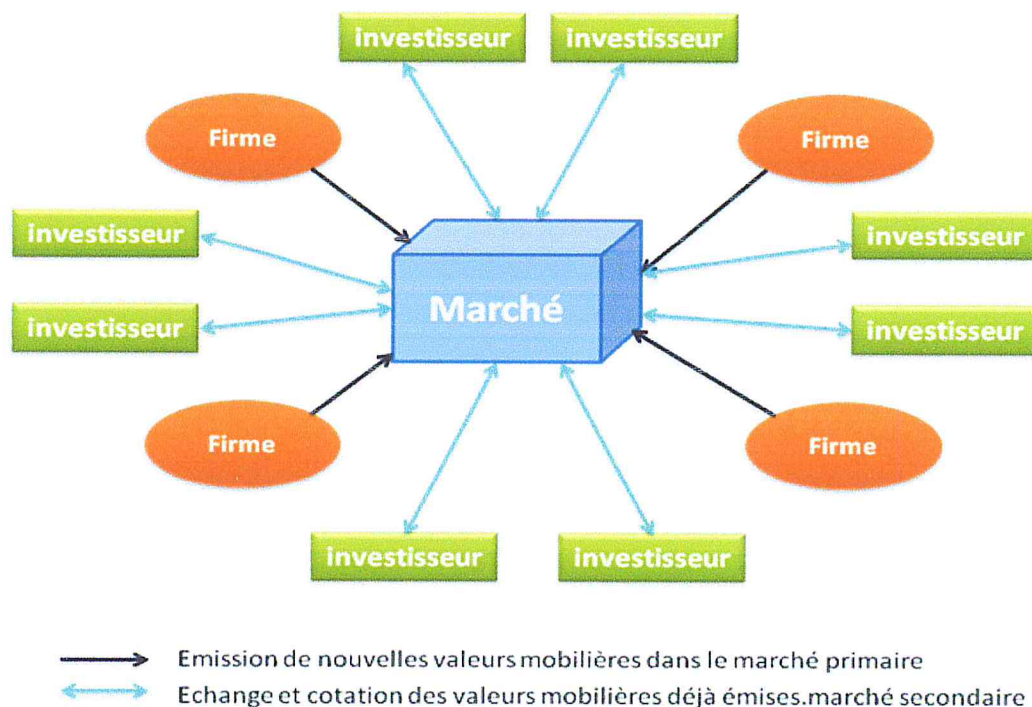 investisseur
investisseur
Firme
Firme
investisseur
investisseur
Marché
investisseur
investisseur
Firme
Firme
investisseur
investisseur
Emission de nouvelles valeurs mobilières dans le marché primaire
Echange et cotation des valeurs mobilières déjà émises.marché secondaire